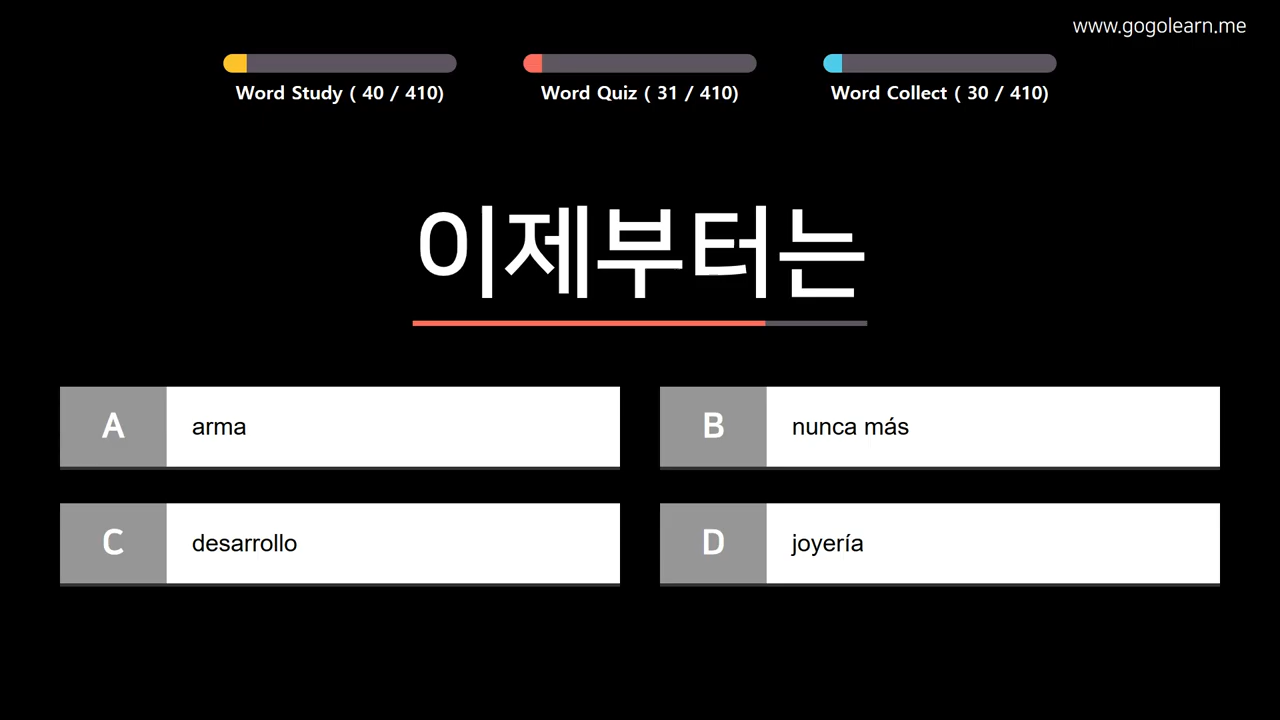 www.gogolearn.me
Word Study ( 40 / 410)
Word Quiz ( 31 / 410)
Word Collect ( 30 / 410)
이제부터는
A arma
B nunca más
C desarrollo
D joyería